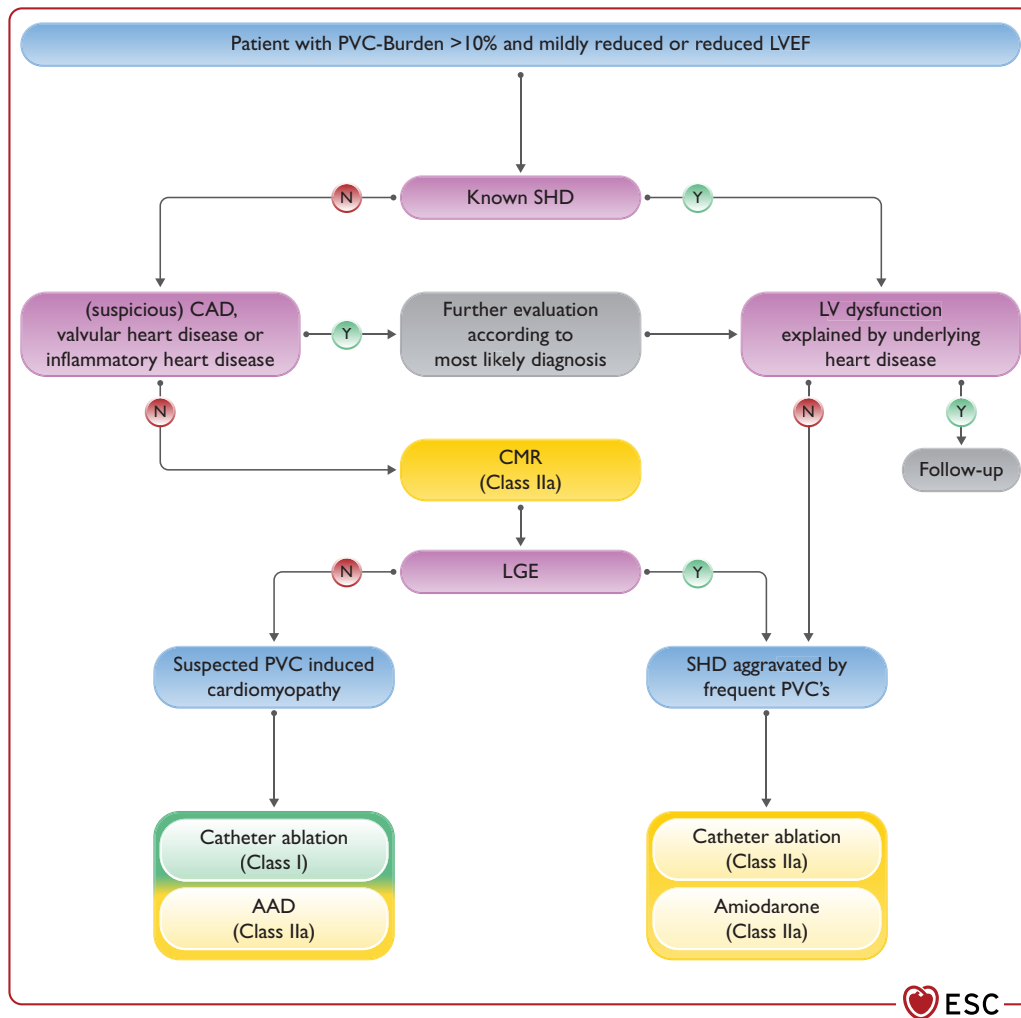 Patient with PVC-Burden >10% and mildly reduced or reduced LVEF
N
Known SHD
Y
(suspicious) CAD,
valvular heart disease or
inflammatory heart disease
Y
Further evaluation
according to
most likely diagnosis
LV dysfunction
explained by underlying
heart disease
N
N
Y
CMR
(Class IIa)
Follow-up
N
LGE
Y
Suspected PVC induced
cardiomyopathy
SHD aggravated by
frequent PVC's
Catheter ablation
(Class I)
AAD
(Class IIa)
Catheter ablation
(Class IIa)
Amiodarone
(Class IIa)
ESC